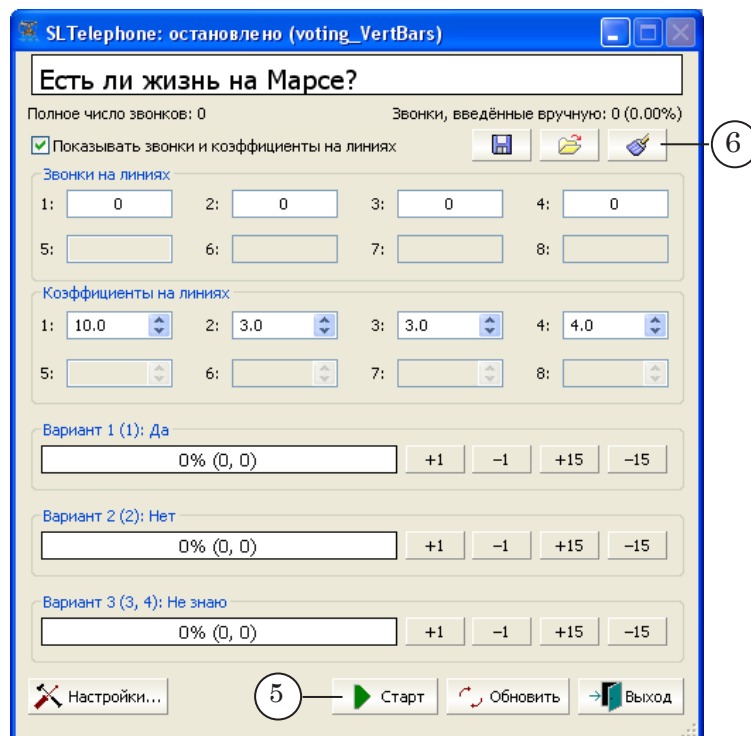 SLTelephone: остановлено (voting_VertBars)
Есть ли жизнь на Марсе?
Полное число звонков: 0 Звонки, введённые вручную: 0 (0.00%)
Показывать звонки и коэффициенты на линиях
6
Звонки на линиях
1: 0 2: 0 3: 0 4: 0
5: 6: 7: 8:
Коэффициенты на линиях
1: 10.0 2: 3.0 3: 3.0 4: 4.0
5: 6: 7: 8:
Вариант 1 (1): Да
0% (0, 0) +1 −1 +15 −15
Вариант 2 (2): Нет
0% (0, 0) +1 −1 +15 −15
Вариант 3 (3, 4): Не знаю
0% (0, 0) +1 −1 +15 −15
Настройки... 5 Старт Обновить Выход